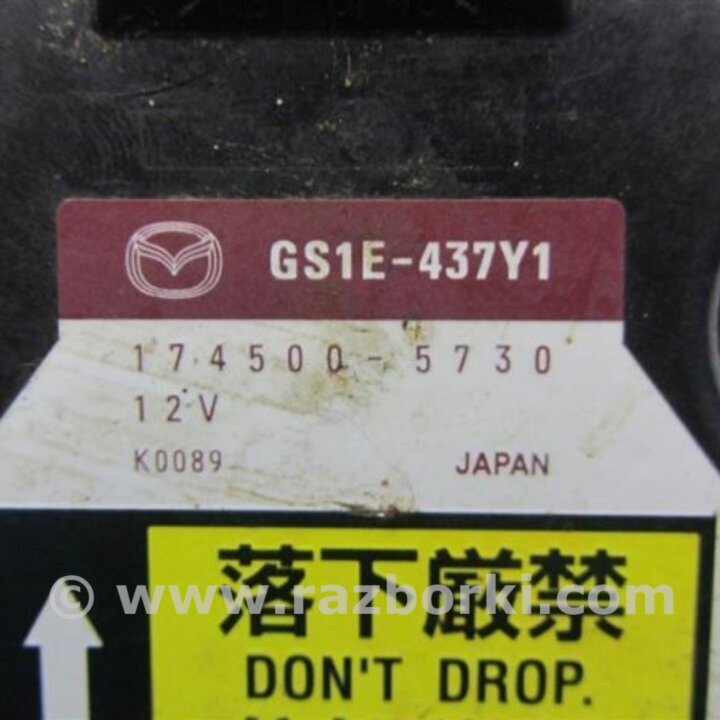 GS1E-437Y1
174500-5730
12V
K0089 JAPAN
落下厳禁
© www.razborki.com
DON'T DROP.